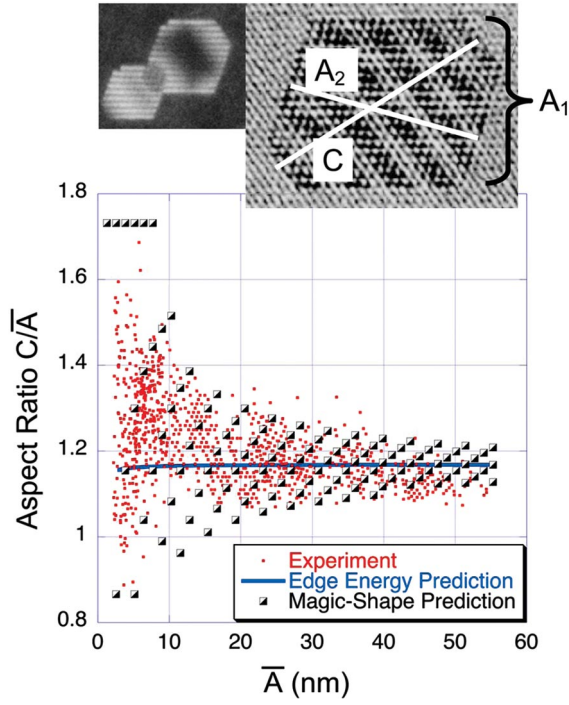 A₂
A₁
C
1.8
1.6
1.4
1.2
1
0.8
Aspect Ratio C/A̅
Experiment
Edge Energy Prediction
Magic-Shape Prediction
0 10 20 30 40 50 60
A̅ (nm)